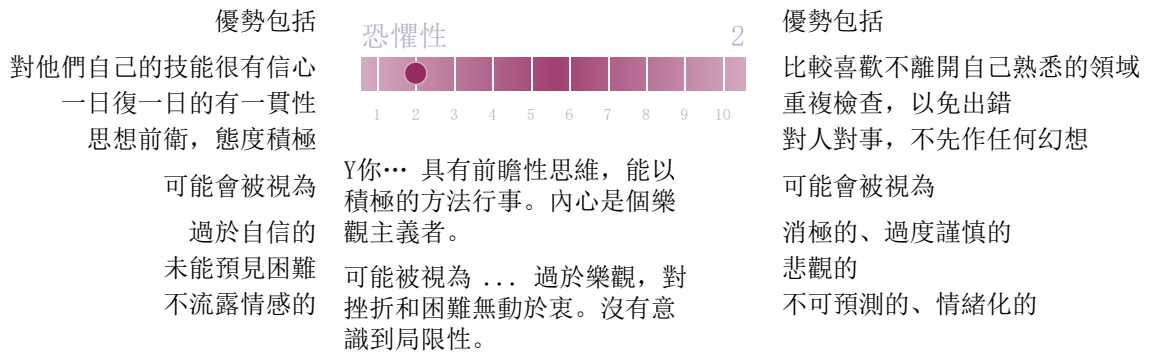 優勢包括
對他們自己的技能很有信心
一日復一日的有一貫性
思想前衛，態度積極
可能會被視為
過於自信的
未能預見困難
不流露情感的
恐懼性 2
1 2 3 4 5 6 7 8 9 10
Y你… 具有前瞻性思維，能以
積極的方法行事。內心是個樂
觀主義者。
可能被視為 ... 過於樂觀，對
挫折和困難無動於衷。沒有意
識到局限性。
優勢包括
比較喜歡不離開自己熟悉的領域
重複檢查，以免出錯
對人對事，不先作任何幻想
可能會被視為
消極的、過度謹慎的
悲觀的
不可預測的、情緒化的